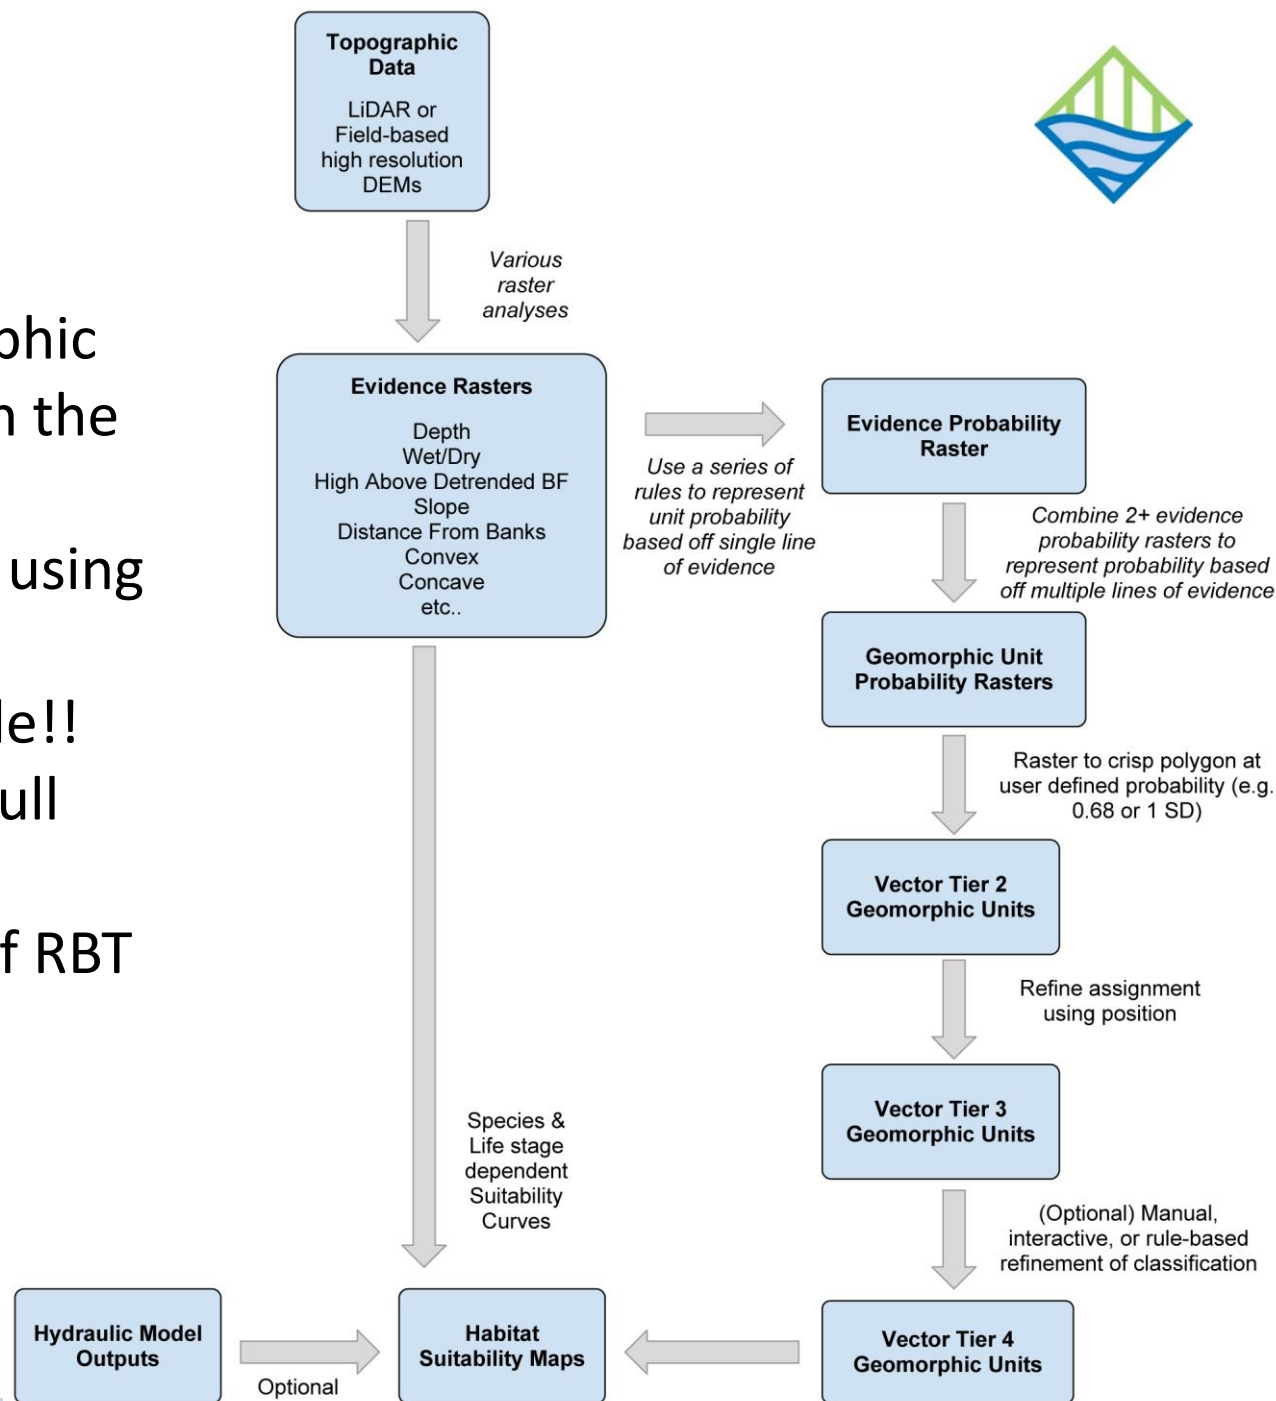 Topographic
Data
LiDAR or
Field-based
high resolution
DEMs
Various
raster
analyses
Evidence Rasters
Depth
Wet/Dry
High Above Detrended BF
Slope
Distance From Banks
Convex
Concave
etc..
Use a series of
rules to represent
unit probability
based off single line
of evidence
Evidence Probability
Raster
Combine 2+ evidence
probability rasters to
represent probability based
off multiple lines of evidence
Geomorphic Unit
Probability Rasters
Raster to crisp polygon at
user defined probability (e.g.
0.68 or 1 SD)
Vector Tier 2
Geomorphic Units
Refine assignment
using position
Vector Tier 3
Geomorphic Units
(Optional) Manual,
interactive, or rule-based
refinement of classification
Vector Tier 4
Geomorphic Units
Species &
Life stage
dependent
Suitability
Curves
Habitat
Suitability Maps
Hydraulic Model
Outputs
Optional
the
using
RBT